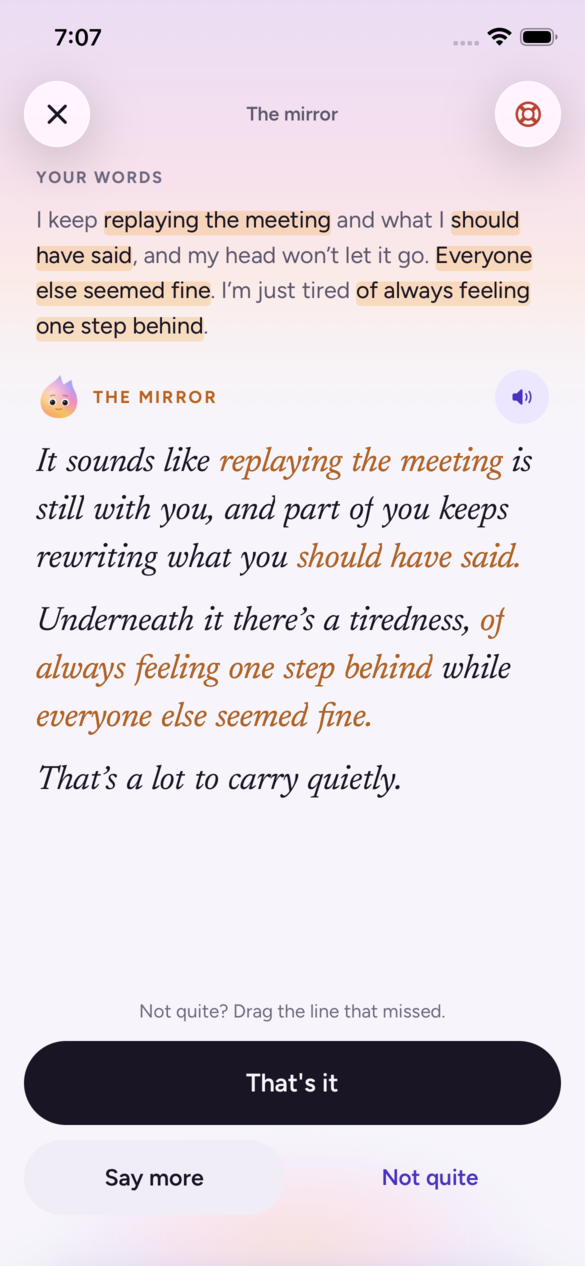 7:07
The mirror
YOUR WORDS
I keep replaying the meeting and what I should
have said, and my head won’t let it go. Everyone
else seemed fine. I’m just tired of always feeling
one step behind.
THE MIRROR
It sounds like replaying the meeting is
still with you, and part of you keeps
rewriting what you should have said.
Underneath it there’s a tiredness, of
always feeling one step behind while
everyone else seemed fine.
That’s a lot to carry quietly.
Not quite? Drag the line that missed.
That's it
Say more
Not quite